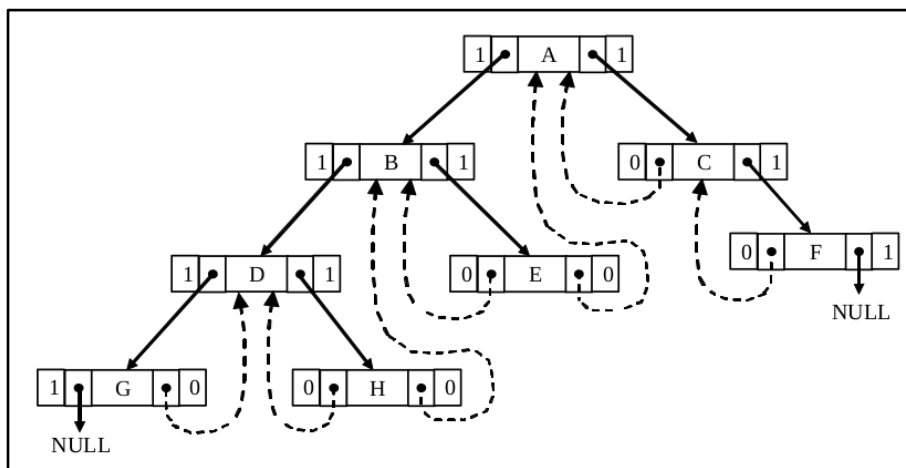 1 A 1
1 B 1
0 C 1
1 D 1
0 E 0
0 F 1
NULL
1 G 0
0 H 0
NULL